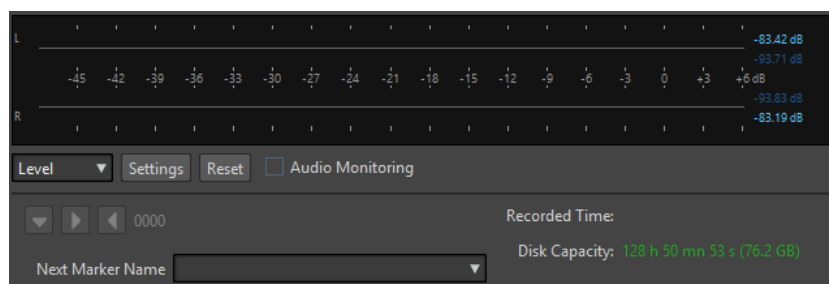 L
-83.42 dB
-93.71 dB
-45 -42 -39 -36 -33 -30 -27 -24 -21 -18 -15 -12 -9 -6 -3 0 +3 +6 dB
-93.83 dB
R
-83.19 dB
Level Settings Reset Audio Monitoring
0000
Recorded Time:
Disk Capacity: 128 h 50 mn 53 s (76.2 GB)
Next Marker Name